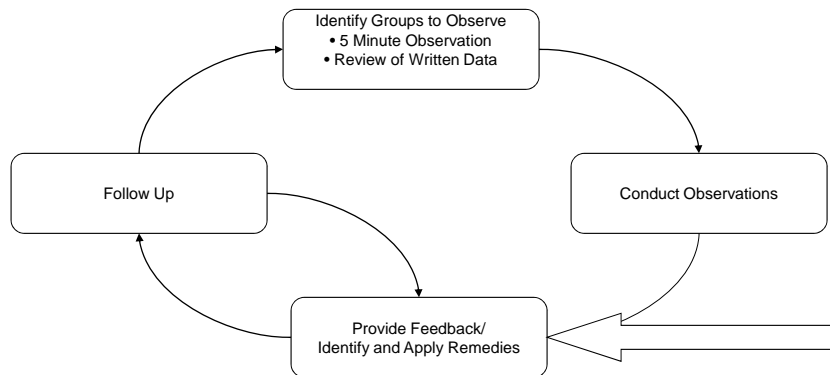 Identify Groups to Observe
• 5 Minute Observation
• Review of Written Data
Follow Up
Conduct Observations
Provide Feedback/
Identify and Apply Remedies